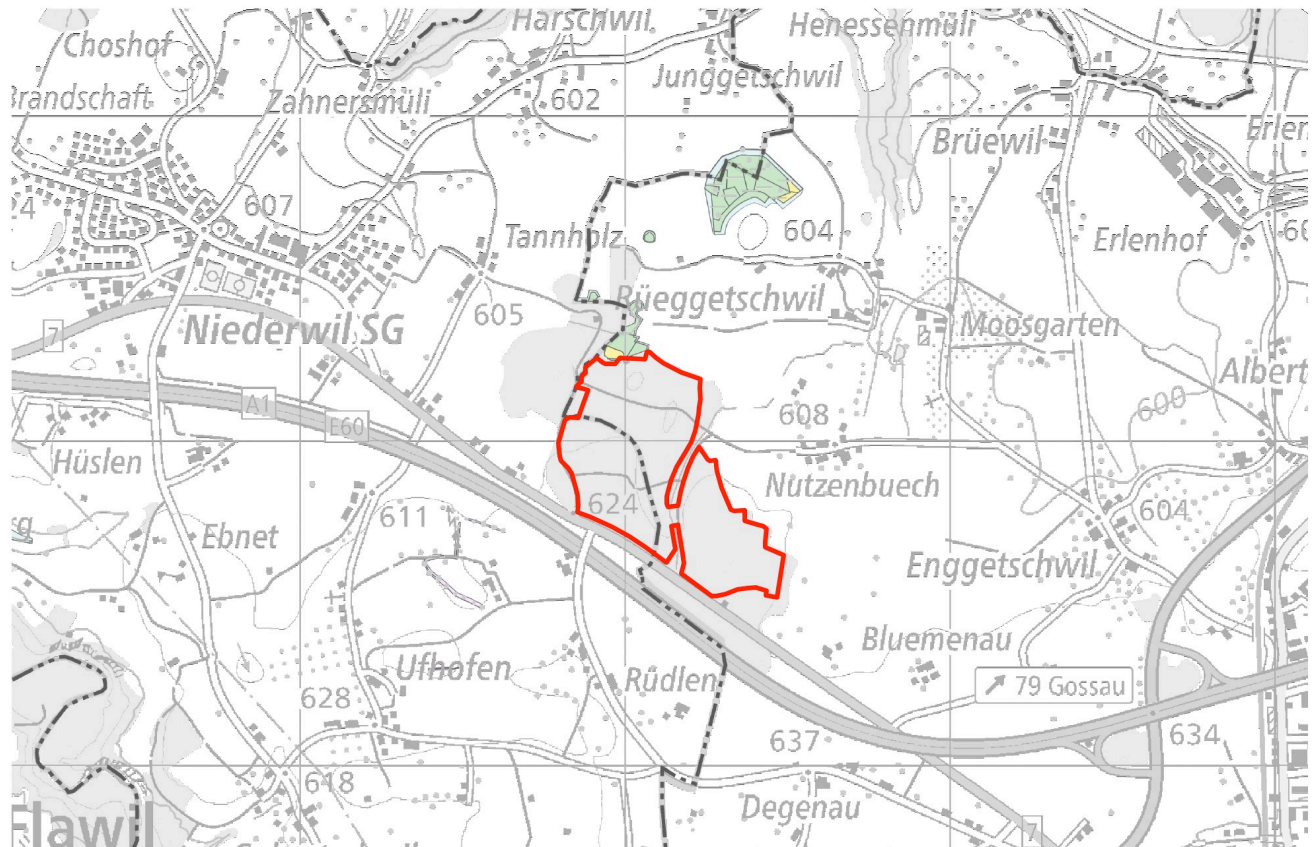 Harschwil
Henessenmüli
Choshof
Junggetschwil
Brandschaft
Zahnersmüli
602
Brüewil
607
604
Tannholz
Erlenhof
Rüeggetschwil
605
Moosgarten
7
Niederwil SG
Albert
A1
608
600
E60
Hüslen
Nutzenbuech
624
604
611
Ebnet
Enggetschwil
Bluemenau
Ufhofen
Rüdlen
79 Gossau
628
634
637
618
Degenau
Flawil
7